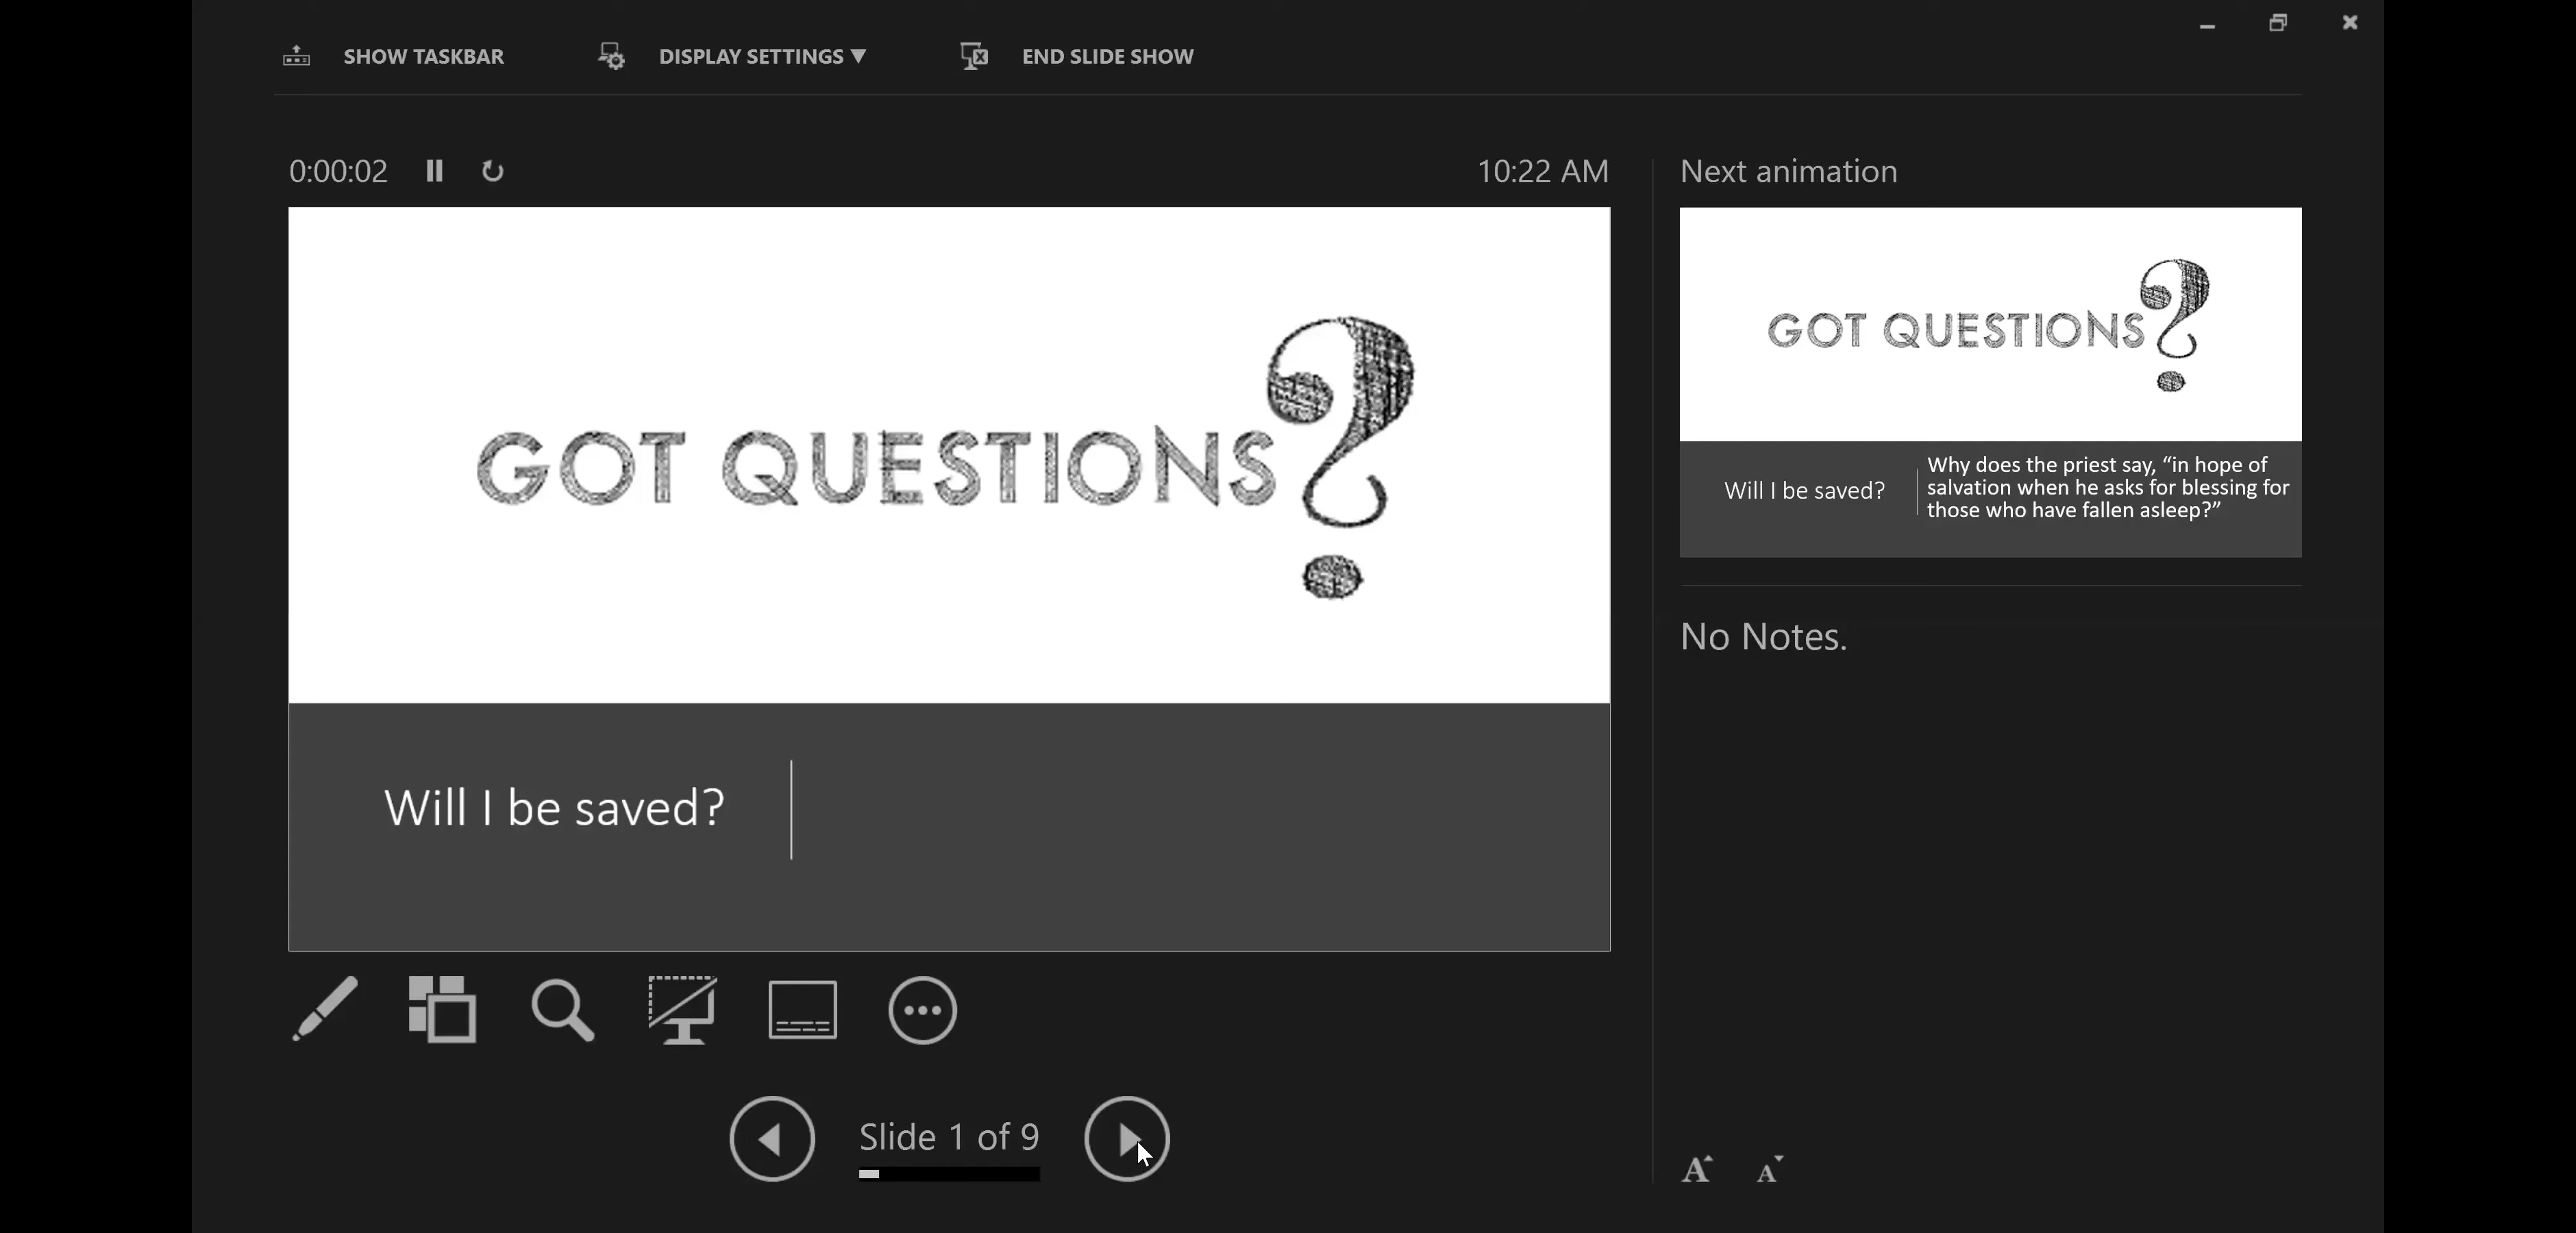 SHOW TASKBAR
DISPLAY SETTINGS ▼
END SLIDE SHOW
0:00:02
10:22 AM
GOT QUESTIONS?
Will I be saved?
Slide 1 of 9
Next animation
GOT QUESTIONS?
Will I be saved?
Why does the priest say, “in hope of
salvation when he asks for blessing for
those who have fallen asleep?”
No Notes.
A
A